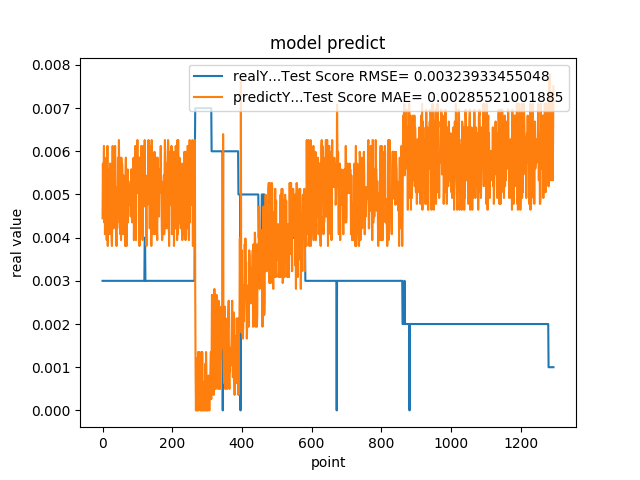 model predict
realY...Test Score RMSE= 0.00323933455048
predictY...Test Score MAE= 0.00285521001885
real value
0.008
0.007
0.006
0.005
0.004
0.003
0.002
0.001
0.000
0 200 400 600 800 1000 1200
point